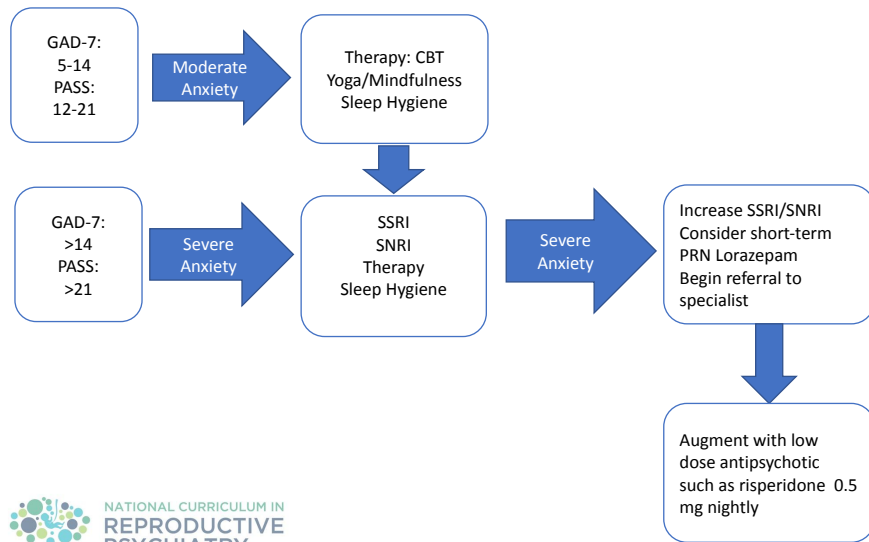 GAD-7:
5-14
PASS:
12-21
Moderate
Anxiety
Therapy: CBT
Yoga/Mindfulness
Sleep Hygiene
GAD-7:
>14
PASS:
>21
Severe
Anxiety
SSRI
SNRI
Therapy
Sleep Hygiene
Severe
Anxiety
Increase SSRI/SNRI
Consider short-term
PRN Lorazepam
Begin referral to
specialist
Augment with low
dose antipsychotic
such as risperidone 0.5
mg nightly
NATIONAL CURRICULUM IN
REPRODUCTIVE
PSYCHIATRY